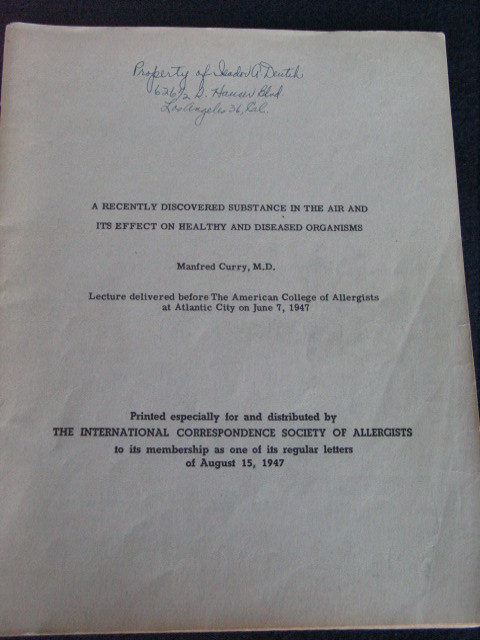 Property of Isador A. Deutch
626½ S. Hauser Blvd.
Los Angeles 36, Cal.
A RECENTLY DISCOVERED SUBSTANCE IN THE AIR AND
ITS EFFECT ON HEALTHY AND DISEASED ORGANISMS
Manfred Curry, M.D.
Lecture delivered before The American College of Allergists
at Atlantic City on June 7, 1947
Printed especially for and distributed by
THE INTERNATIONAL CORRESPONDENCE SOCIETY OF ALLERGISTS
to its membership as one of its regular letters
of August 15, 1947